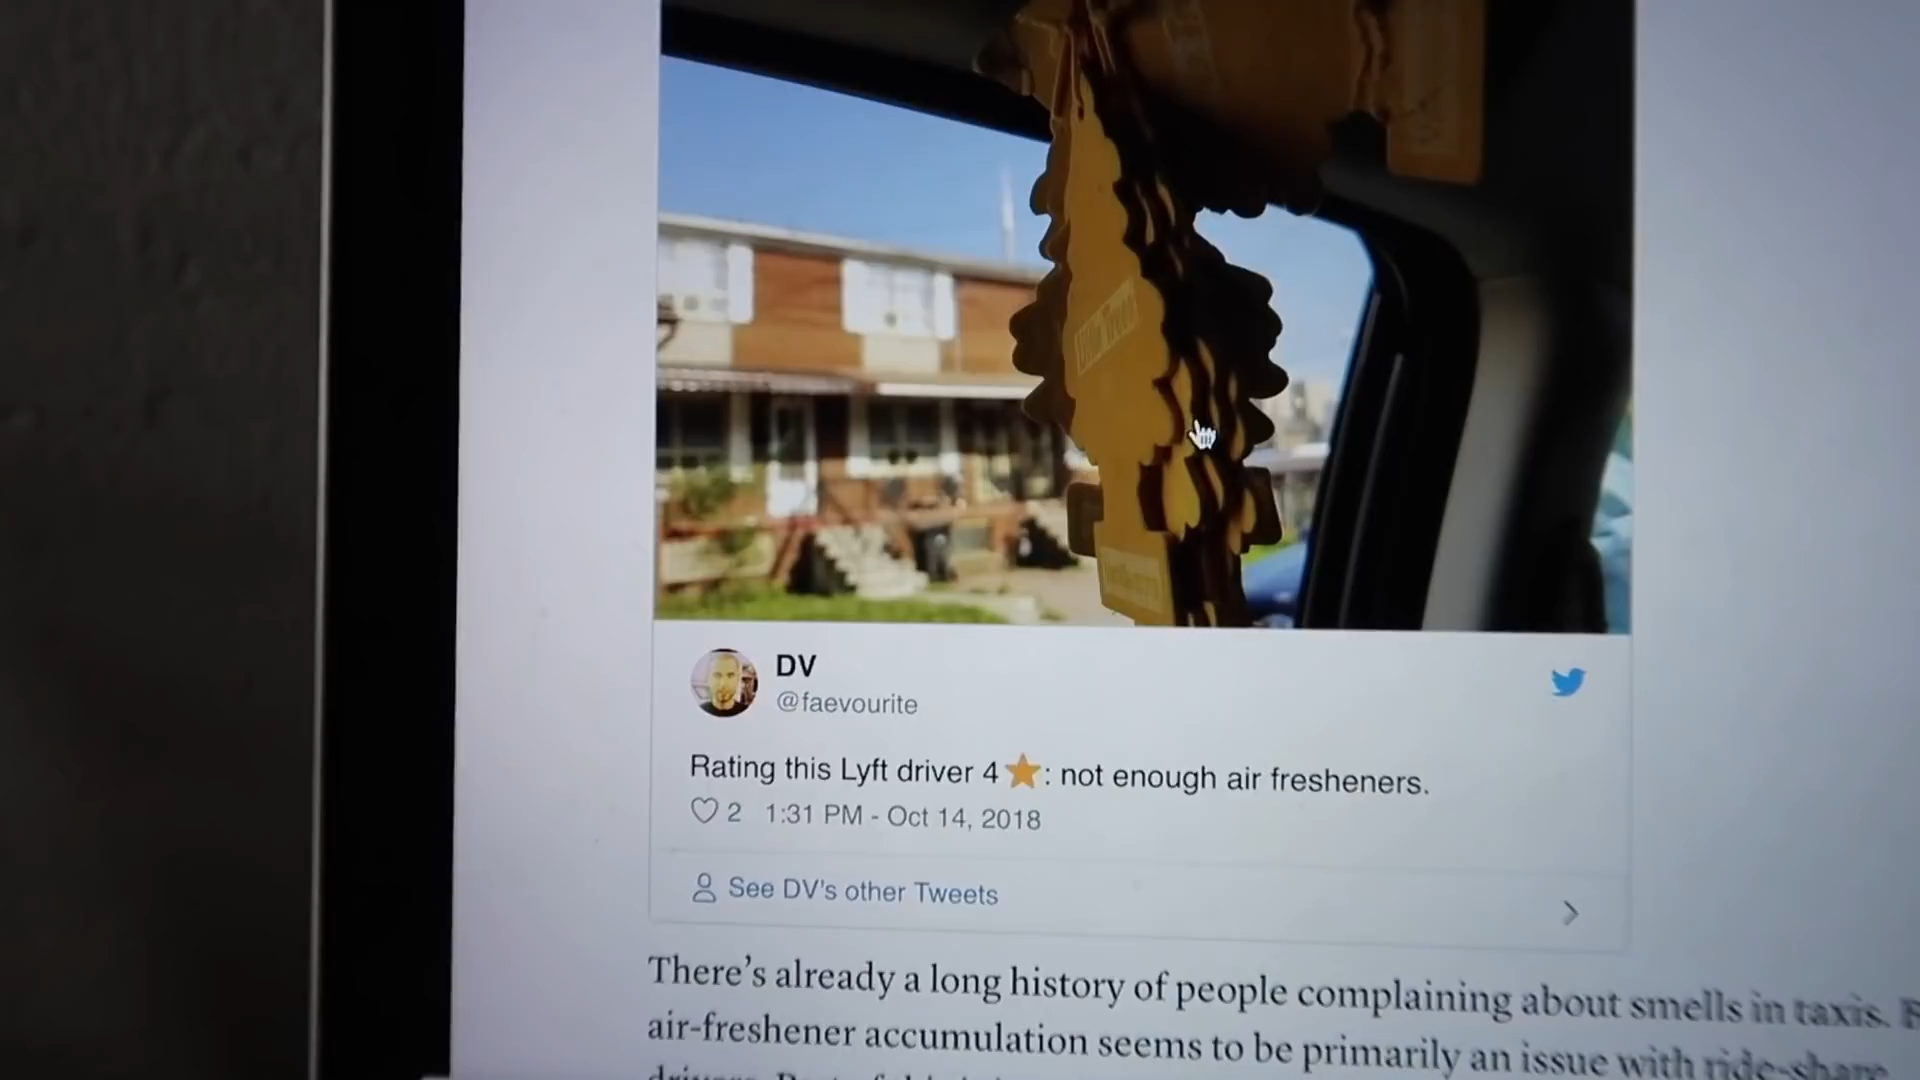 Little Trees
DV
@faevourite
Rating this Lyft driver 4⭐: not enough air fresheners.
2 1:31 PM - Oct 14, 2018
See DV's other Tweets
There's already a long history of people complaining about smells in taxis.
air-freshener accumulation seems to be primarily an issue with ride-share